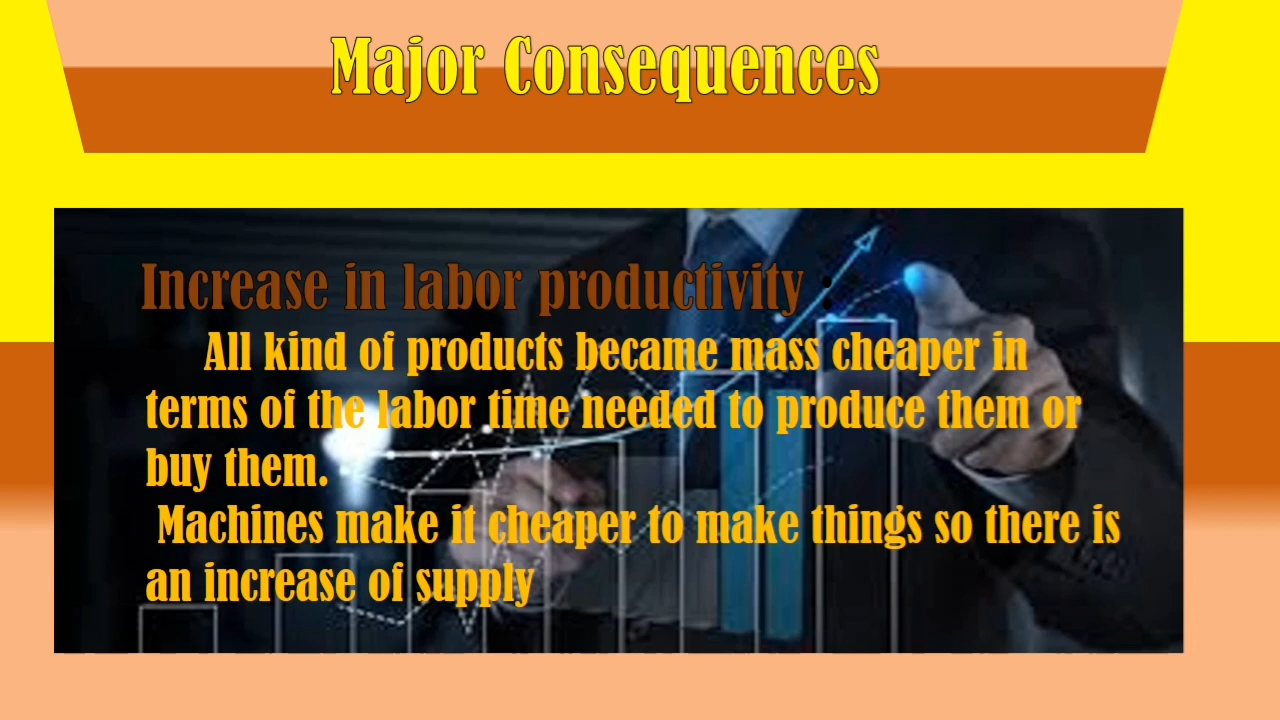 Major Consequences
Increase in labor productivity :
All kind of products became mass cheaper in
terms of the labor time needed to produce them or
buy them.
Machines make it cheaper to make things so there is
an increase of supply